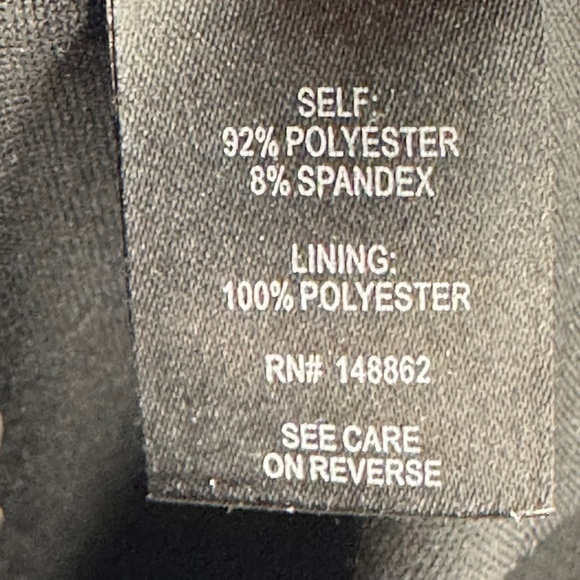 SELF:
92% POLYESTER
8% SPANDEX
LINING:
100% POLYESTER
RN# 148862
SEE CARE
ON REVERSE